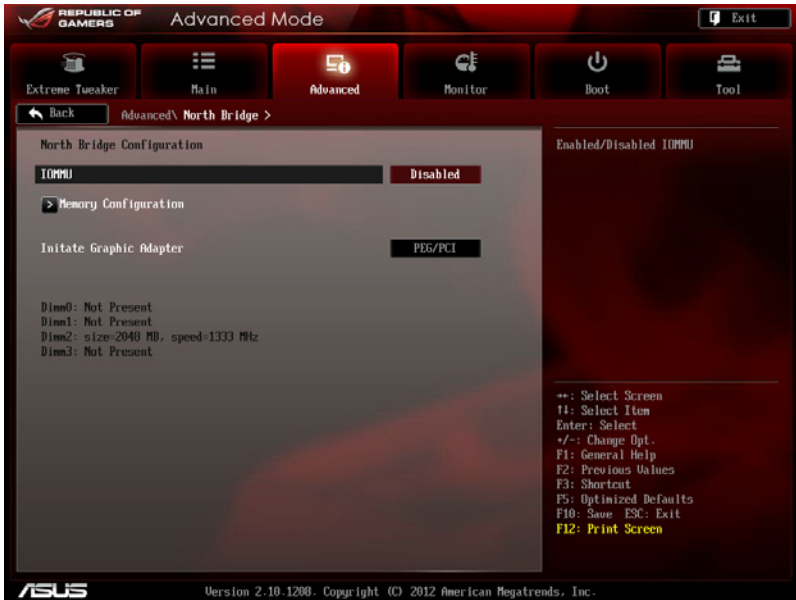 REPUBLIC OF
GAMERS
Advanced Mode
Exit
Extreme Tweaker
Main
Advanced
Monitor
Boot
Tool
Back
Advanced\ North Bridge >
North Bridge Configuration
Enabled/Disabled IOMMU
IOMMU Disabled
> Memory Configuration
Initate Graphic Adapter PEG/PCI
Dimm0: Not Present
Dimm1: Not Present
Dimm2: size=2048 MB, speed=1333 MHz
Dimm3: Not Present
→←: Select Screen
↑↓: Select Item
Enter: Select
+/-: Change Opt.
F1: General Help
F2: Previous Values
F3: Shortcut
F5: Optimized Defaults
F10: Save ESC: Exit
F12: Print Screen
ASUS
Version 2.10.1208. Copyright (C) 2012 American Megatrends, Inc.